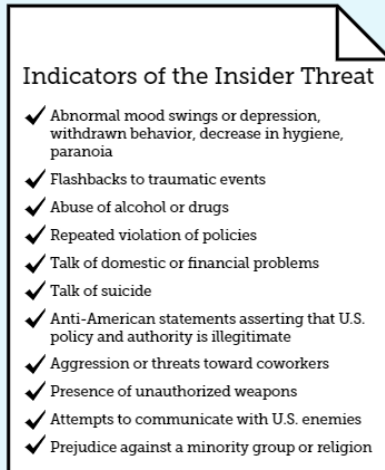 Indicators of the Insider Threat
Abnormal mood swings or depression,
withdrawn behavior, decrease in hygiene,
paranoia
Flashbacks to traumatic events
Abuse of alcohol or drugs
Repeated violation of policies
Talk of domestic or financial problems
Talk of suicide
Anti-American statements asserting that U.S.
policy and authority is illegitimate
Aggression or threats toward coworkers
Presence of unauthorized weapons
Attempts to communicate with U.S. enemies
Prejudice against a minority group or religion